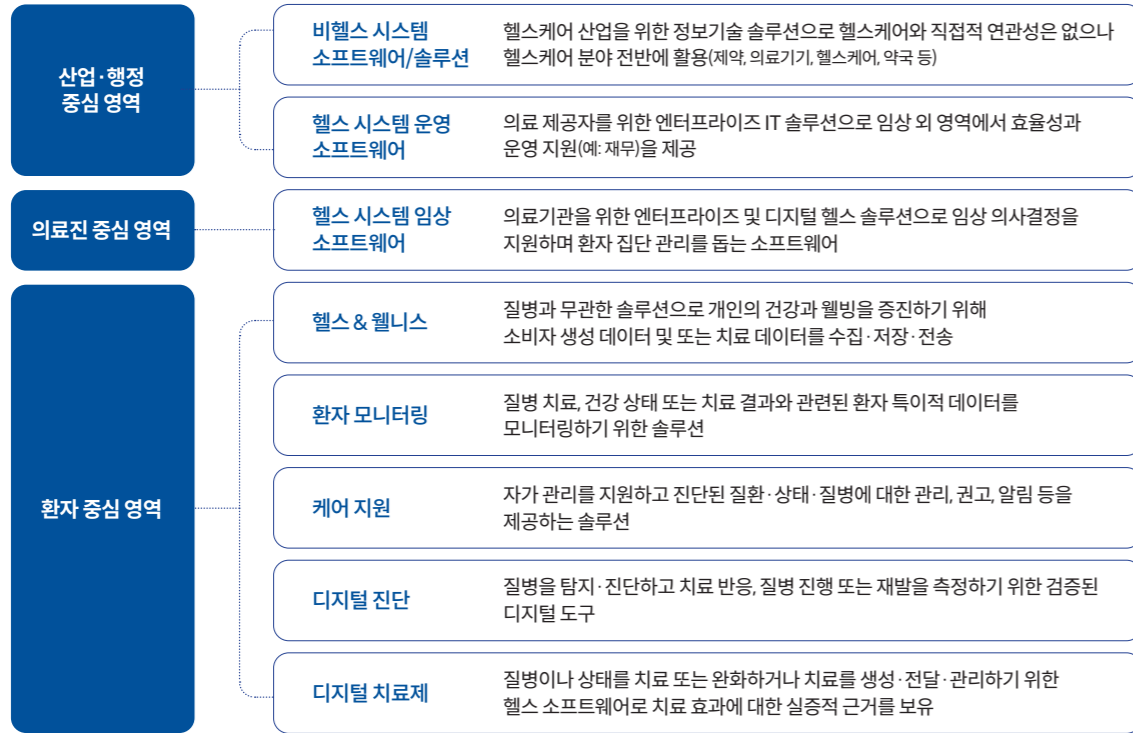 산업·행정
중심 영역
비헬스 시스템
소프트웨어/솔루션
헬스케어 산업을 위한 정보기술 솔루션으로 헬스케어와 직접적 연관성은 없으나
헬스케어 분야 전반에 활용(제약, 의료기기, 헬스케어, 약국 등)
헬스 시스템 운영
소프트웨어
의료 제공자를 위한 엔터프라이즈 IT 솔루션으로 임상 외 영역에서 효율성과
운영 지원(예: 재무)을 제공
의료진 중심 영역
헬스 시스템 임상
소프트웨어
의료기관을 위한 엔터프라이즈 및 디지털 헬스 솔루션으로 임상 의사결정을
지원하며 환자 집단 관리를 돕는 소프트웨어
환자 중심 영역
헬스 & 웰니스
질병과 무관한 솔루션으로 개인의 건강과 웰빙을 증진하기 위해
소비자 생성 데이터 및 또는 치료 데이터를 수집·저장·전송
환자 모니터링
질병 치료, 건강 상태 또는 치료 결과와 관련된 환자 특이적 데이터를
모니터링하기 위한 솔루션
케어 지원
자가 관리를 지원하고 진단된 질환·상태·질병에 대한 관리, 권고, 알림 등을
제공하는 솔루션
디지털 진단
질병을 탐지·진단하고 치료 반응, 질병 진행 또는 재발을 측정하기 위한 검증된
디지털 도구
디지털 치료제
질병이나 상태를 치료 또는 완화하거나 치료를 생성·전달·관리하기 위한
헬스 소프트웨어로 치료 효과에 대한 실증적 근거를 보유